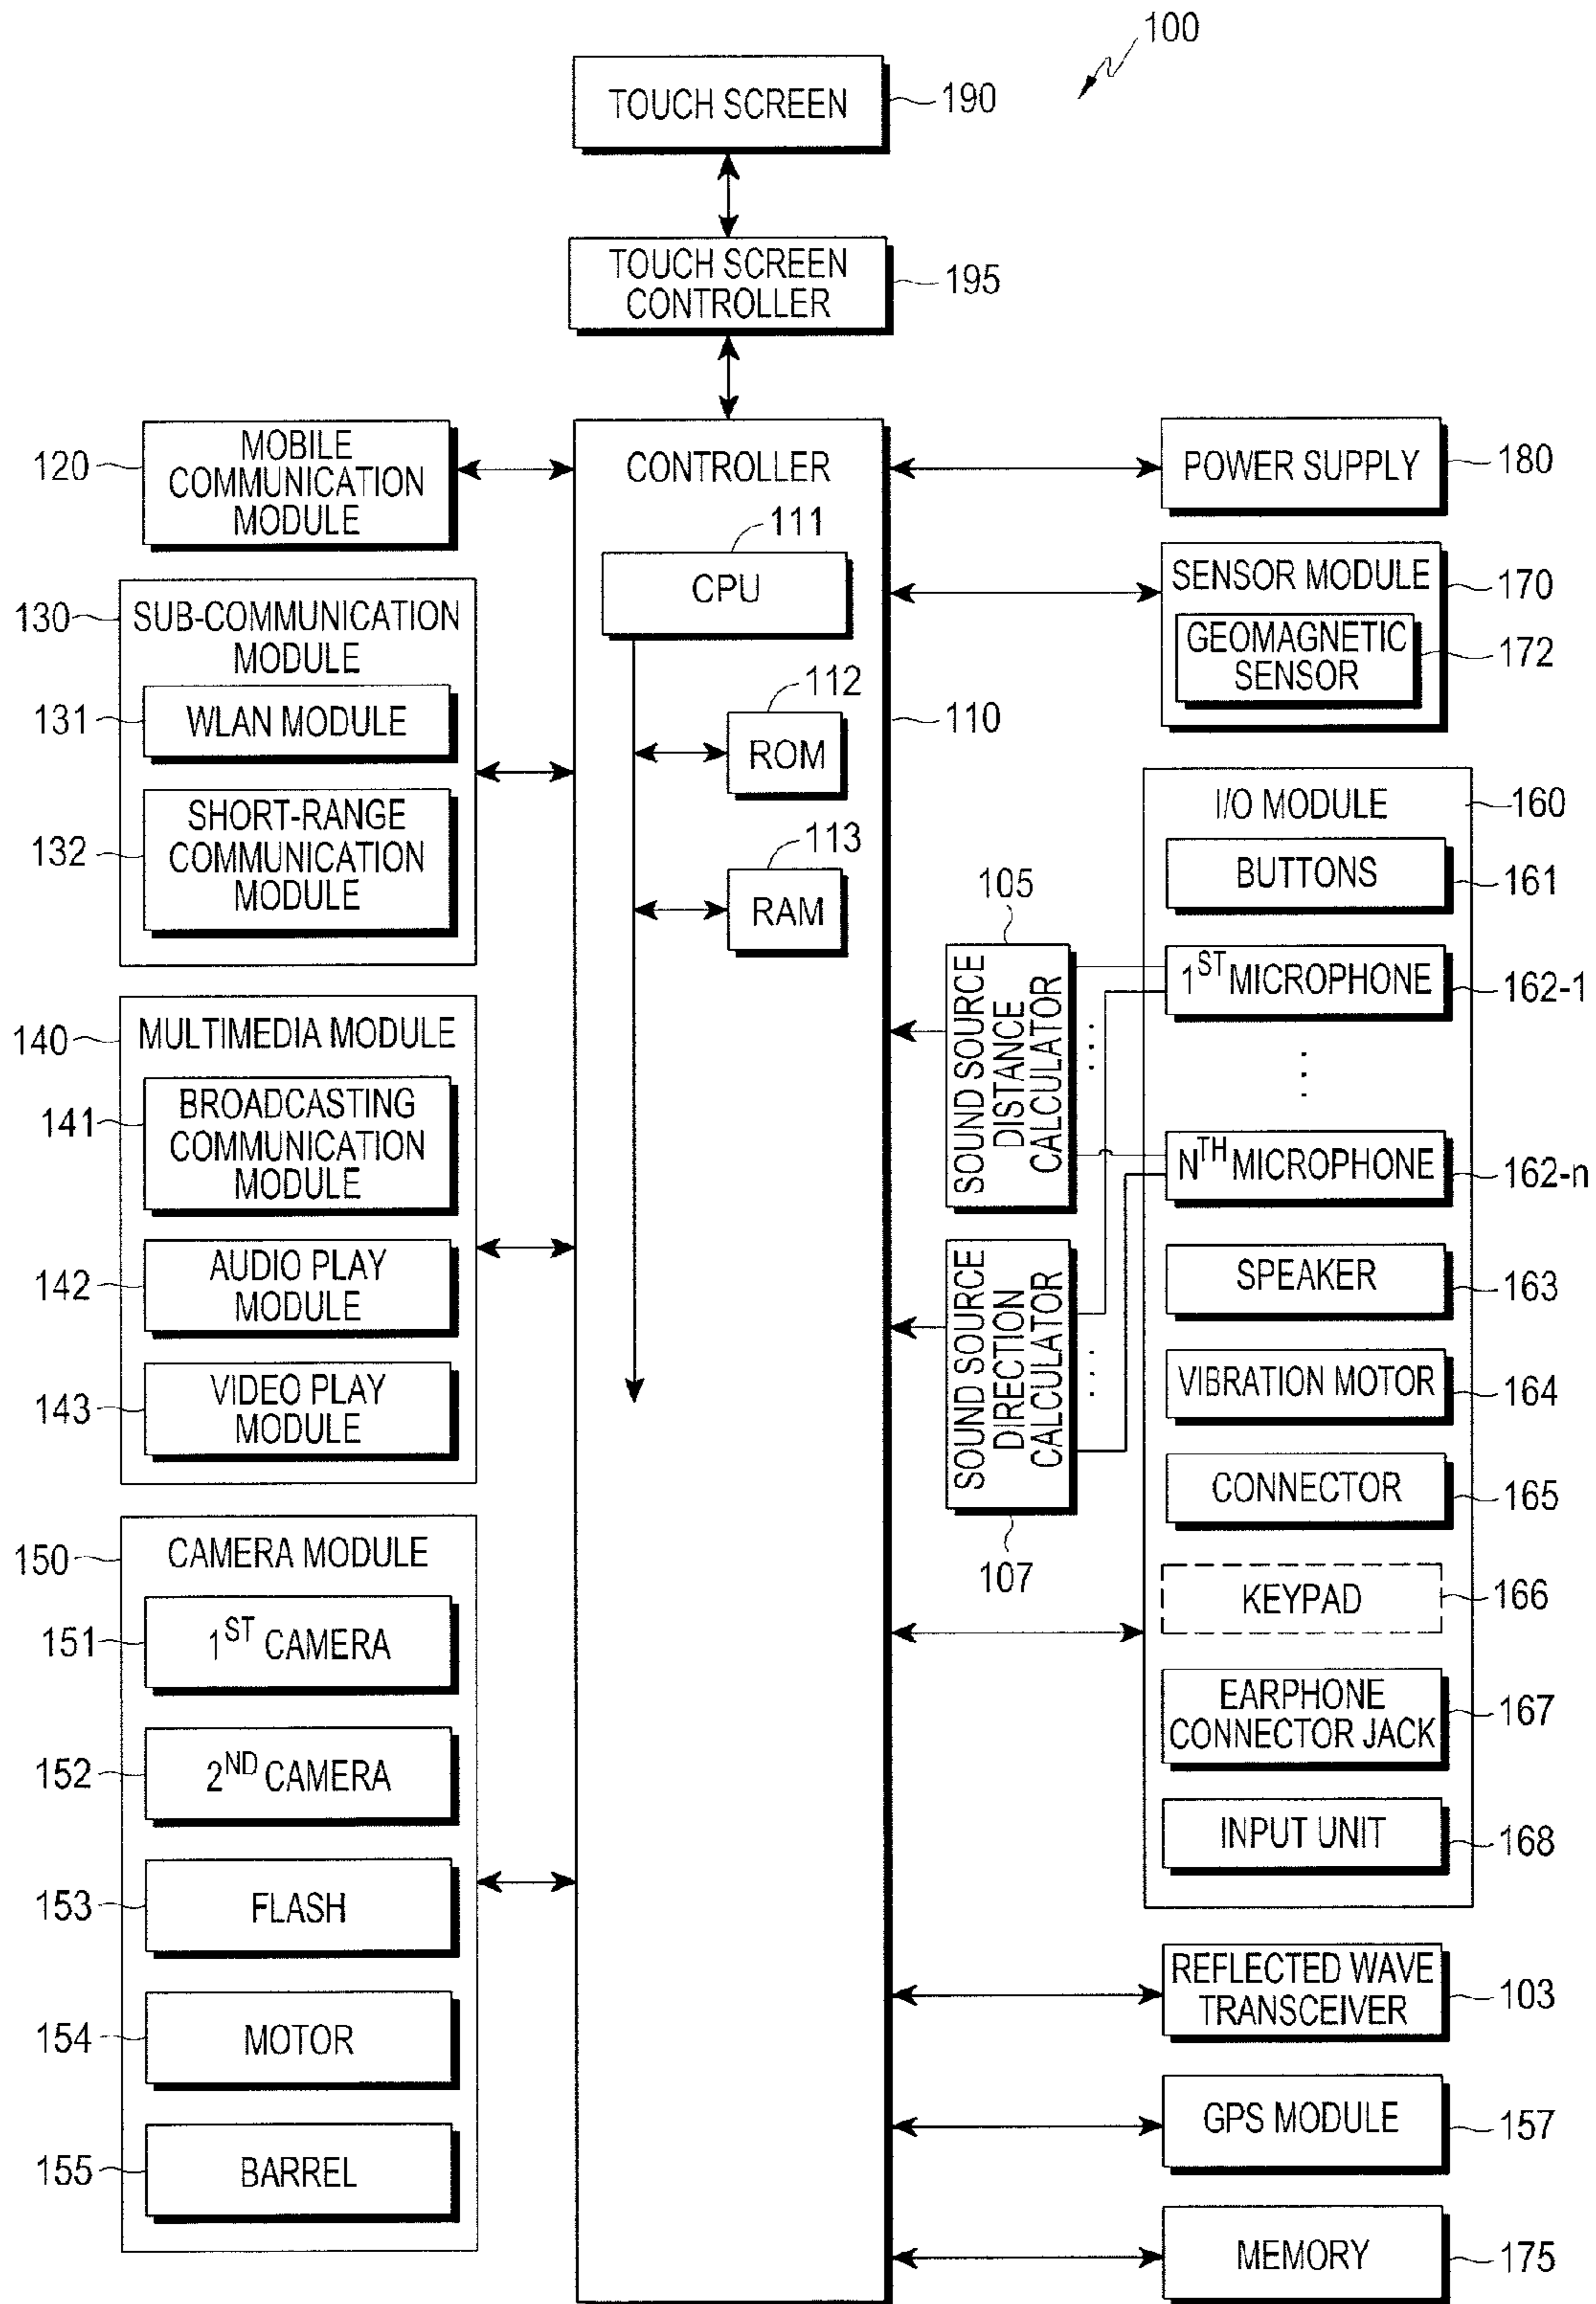 100
TOUCH SCREEN
190
TOUCH SCREEN
CONTROLLER
195
120
MOBILE
COMMUNICATION
MODULE
130
SUB-COMMUNICATION
MODULE
131
WLAN MODULE
132
SHORT-RANGE
COMMUNICATION
MODULE
140
MULTIMEDIA MODULE
141
BROADCASTING
COMMUNICATION
MODULE
142
AUDIO PLAY
MODULE
143
VIDEO PLAY
MODULE
150
CAMERA MODULE
151
1ST CAMERA
152
2ND CAMERA
153
FLASH
154
MOTOR
155
BARREL
CONTROLLER
110
111
CPU
112
ROM
113
RAM
105
SOUND SOURCE
DISTANCE
CALCULATOR
SOUND SOURCE
DIRECTION
CALCULATOR
107
POWER SUPPLY
180
SENSOR MODULE
170
GEOMAGNETIC
SENSOR
172
I/O MODULE
160
BUTTONS
161
1ST MICROPHONE
162-1
NTH MICROPHONE
162-n
SPEAKER
163
VIBRATION MOTOR
164
CONNECTOR
165
KEYPAD
166
EARPHONE
CONNECTOR JACK
167
INPUT UNIT
168
REFLECTED WAVE
TRANSCEIVER
103
GPS MODULE
157
MEMORY
175